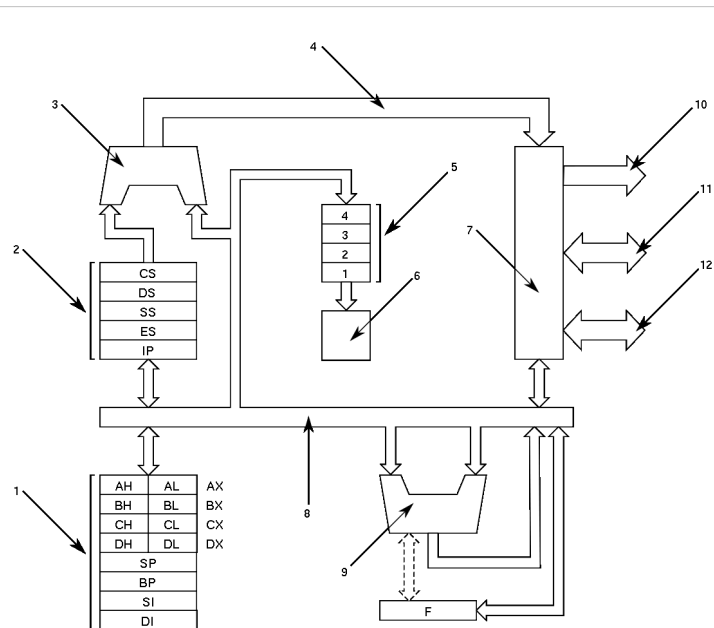 4
3
10
5
11
4
3
2
1
7
2
6
12
CS
DS
SS
ES
IP
1
AH AL AX
BH BL BX
CH CL CX
DH DL DX
8
SP
9
BP
SI
F
DI